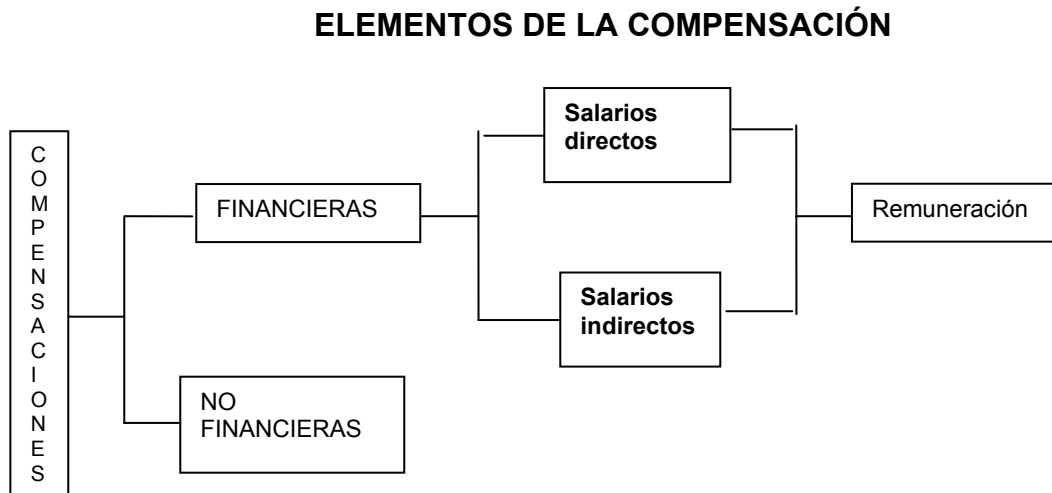 ELEMENTOS DE LA COMPENSACIÓN
C
O
M
P
E
N
S
A
C
I
O
N
E
S
FINANCIERAS
NO
FINANCIERAS
Salarios
directos
Salarios
indirectos
Remuneración